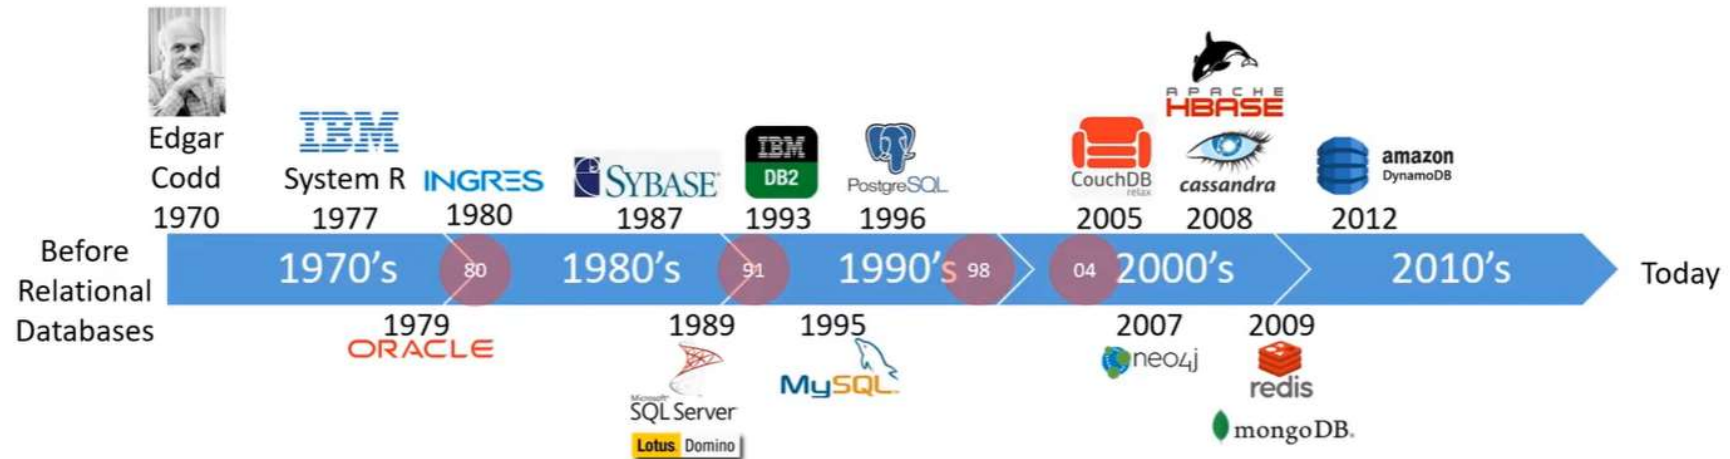 Edgar
Codd
1970
IBM
System R
1977
INGRES
1980
SYBASE
1987
IBM
DB2
1993
PostgreSQL
1996
CouchDB
relax
2005
APACHE
HBASE
cassandra
2008
amazon
DynamoDB
2012
Before
Relational
Databases
1970's
80
1980's
91
1990's
98
04
2000's
2010's
Today
1979
ORACLE
1989
Microsoft
SQL Server
Lotus Domino
1995
MySQL
2007
neo4j
2009
redis
mongoDB